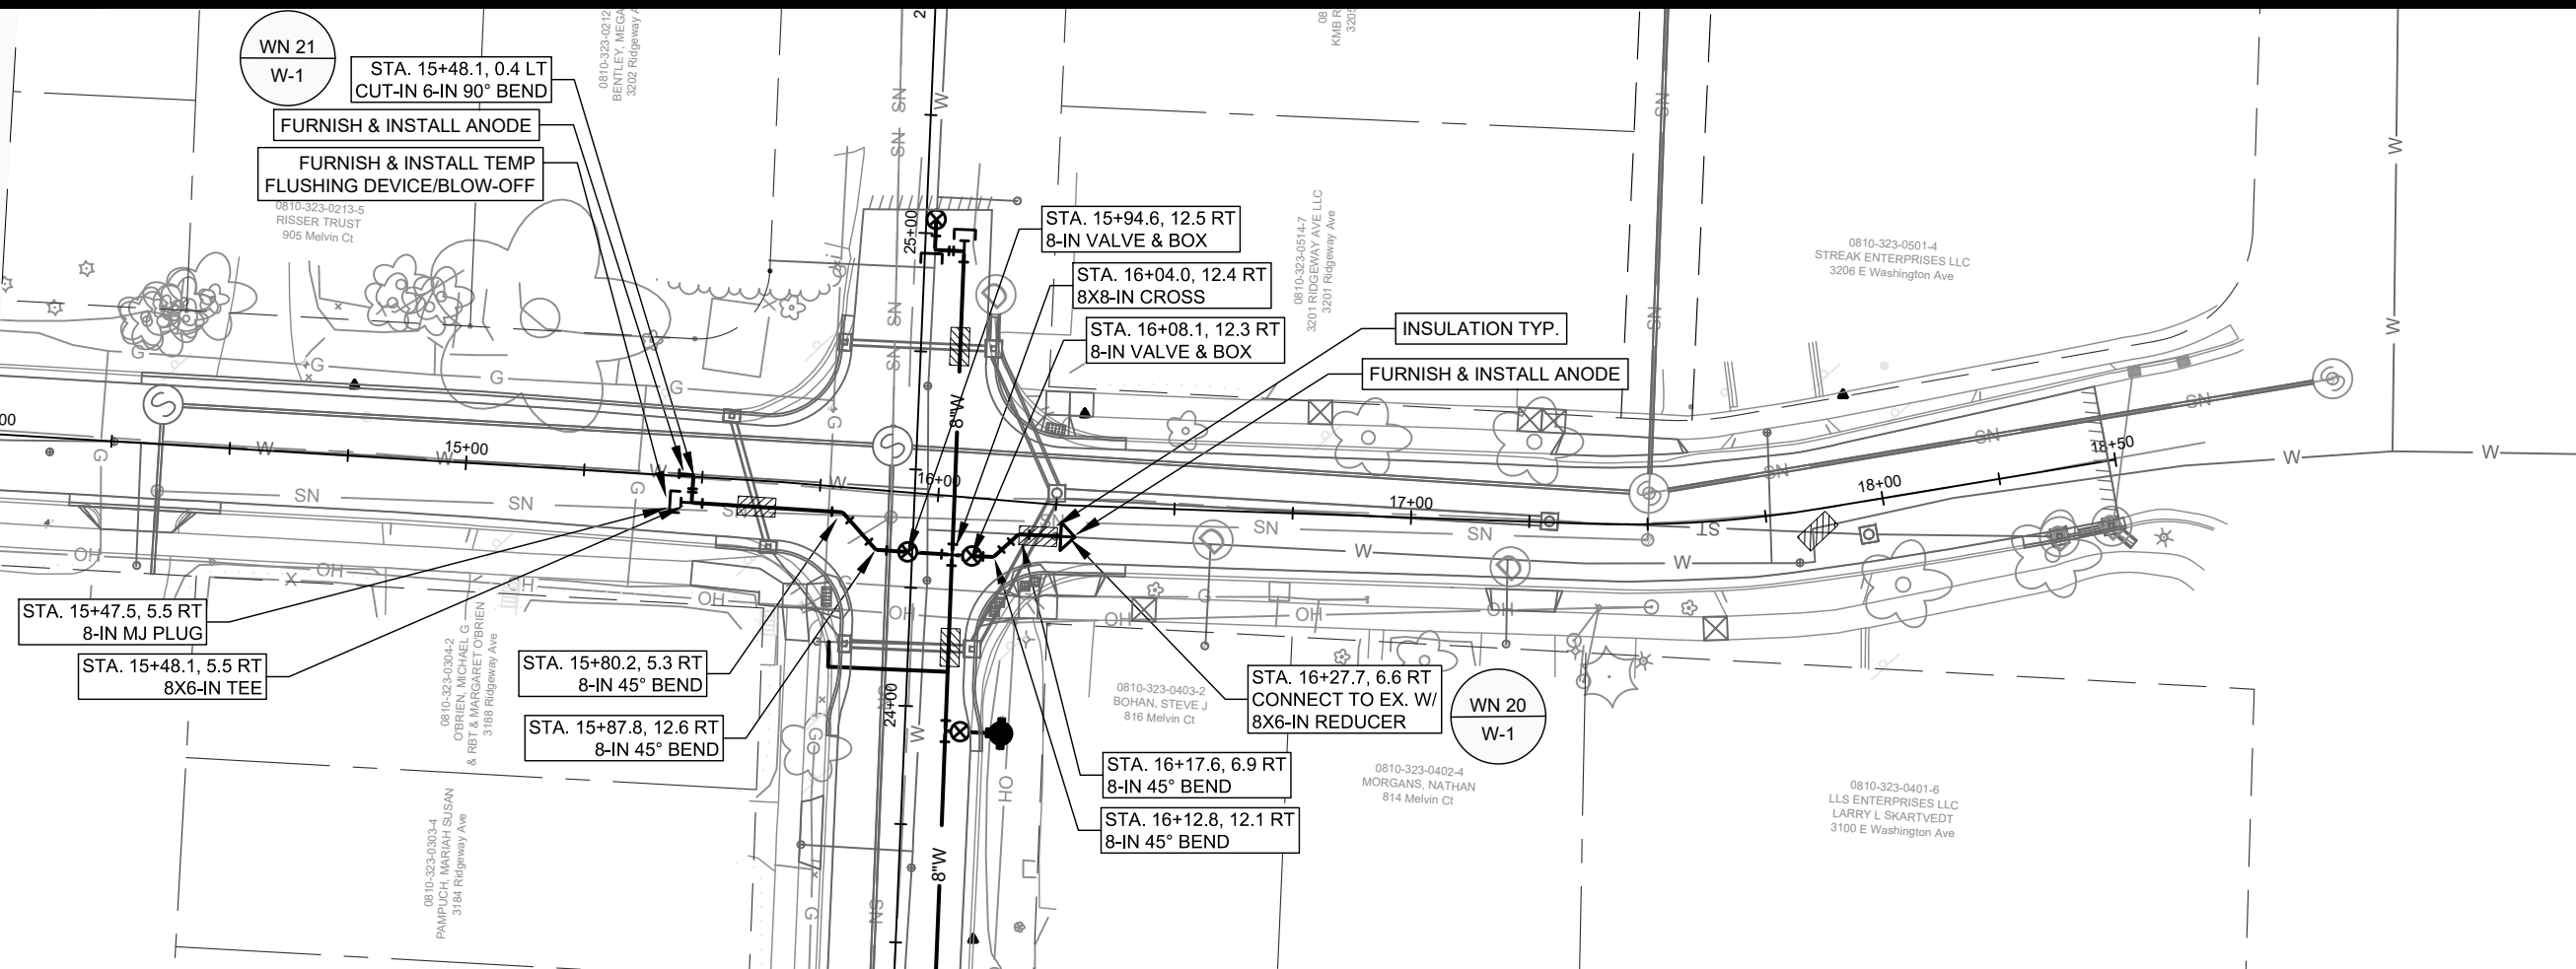 WN 21
W-1
STA. 15+48.1, 0.4 LT
CUT-IN 6-IN 90° BEND
FURNISH & INSTALL ANODE
FURNISH & INSTALL TEMP
FLUSHING DEVICE/BLOW-OFF
0810-323-0213-5
RISSER TRUST
905 Melvin Ct
0810-323-0212
BENTLEY, MEGA
3202 Ridgeway A
KMB R
3205
STA. 15+94.6, 12.5 RT
8-IN VALVE & BOX
STA. 16+04.0, 12.4 RT
8X8-IN CROSS
STA. 16+08.1, 12.3 RT
8-IN VALVE & BOX
0810-323-0514-7
3201 RIDGEWAY AVE LLC
3201 Ridgeway Ave
INSULATION TYP.
FURNISH & INSTALL ANODE
0810-323-0501-4
STREAK ENTERPRISES LLC
3206 E Washington Ave
25+00
8"W
15+00
16+00
17+00
18+00
18+50
ST
24+00
8"W
STA. 15+47.5, 5.5 RT
8-IN MJ PLUG
STA. 15+48.1, 5.5 RT
8X6-IN TEE
0810-323-0304-2
O'BRIEN, MICHAEL G
& RBT & MARGARET O'BRIEN
3188 Ridgeway Ave
STA. 15+80.2, 5.3 RT
8-IN 45° BEND
STA. 15+87.8, 12.6 RT
8-IN 45° BEND
0810-323-0403-2
BOHAN, STEVE J
816 Melvin Ct
STA. 16+27.7, 6.6 RT
CONNECT TO EX. W/
8X6-IN REDUCER
WN 20
W-1
STA. 16+17.6, 6.9 RT
8-IN 45° BEND
STA. 16+12.8, 12.1 RT
8-IN 45° BEND
0810-323-0402-4
MORGANS, NATHAN
814 Melvin Ct
0810-323-0401-6
LLS ENTERPRISES LLC
LARRY L SKARTVEDT
3100 E Washington Ave
0810-323-0303-4
PAMPUCH, MARIAH SUSAN
3184 Ridgeway Ave